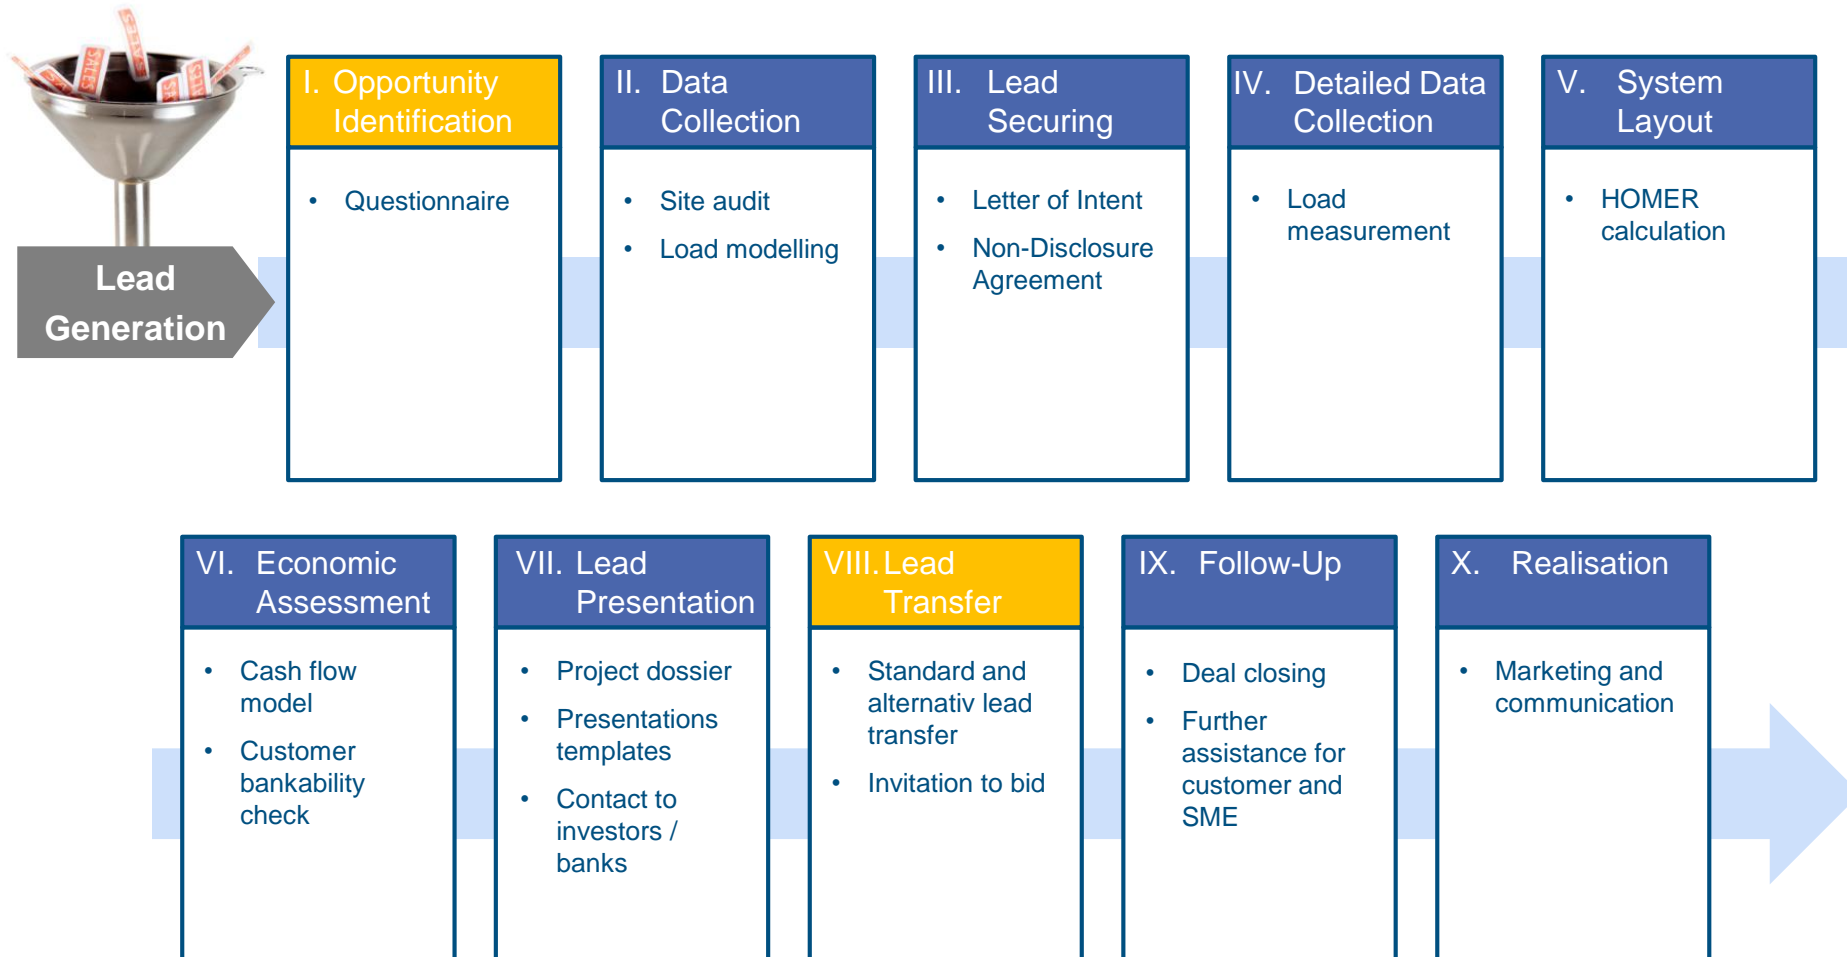 SALES
SALES
SALES
Lead
Generation
I. Opportunity
Identification
• Questionnaire
II. Data
Collection
• Site audit
• Load modelling
III. Lead
Securing
• Letter of Intent
• Non-Disclosure
Agreement
IV. Detailed Data
Collection
• Load
measurement
V. System
Layout
• HOMER
calculation
VI. Economic
Assessment
• Cash flow
model
• Customer
bankability
check
VII. Lead
Presentation
• Project dossier
• Presentations
templates
• Contact to
investors /
banks
VIII. Lead
Transfer
• Standard and
alternativ lead
transfer
• Invitation to bid
IX. Follow-Up
• Deal closing
• Further
assistance for
customer and
SME
X. Realisation
• Marketing and
communication